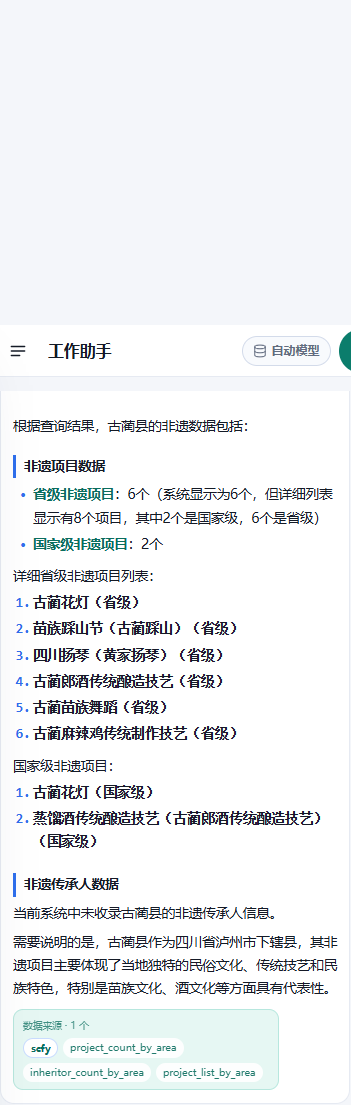 工作助手
自动模型
根据查询结果，古蔺县的非遗数据包括：
非遗项目数据
• 省级非遗项目：6个（系统显示为6个，但详细列表
显示有8个项目，其中2个是国家级，6个是省级）
• 国家级非遗项目：2个
详细省级非遗项目列表：
1. 古蔺花灯（省级）
2. 苗族踩山节（古蔺踩山）（省级）
3. 四川扬琴（黄家扬琴）（省级）
4. 古蔺郎酒传统酿造技艺（省级）
5. 古蔺苗族舞蹈（省级）
6. 古蔺麻辣鸡传统制作技艺（省级）
国家级非遗项目：
1. 古蔺花灯（国家级）
2. 蒸馏酒传统酿造技艺（古蔺郎酒传统酿造技艺）
（国家级）
非遗传承人数据
当前系统中未收录古蔺县的非遗传承人信息。
需要说明的是，古蔺县作为四川省泸州市下辖县，其非
遗项目主要体现了当地独特的民俗文化、传统技艺和民
族特色，特别是苗族文化、酒文化等方面具有代表性。
数据来源 · 1 个
scfy project_count_by_area
inheritor_count_by_area project_list_by_area